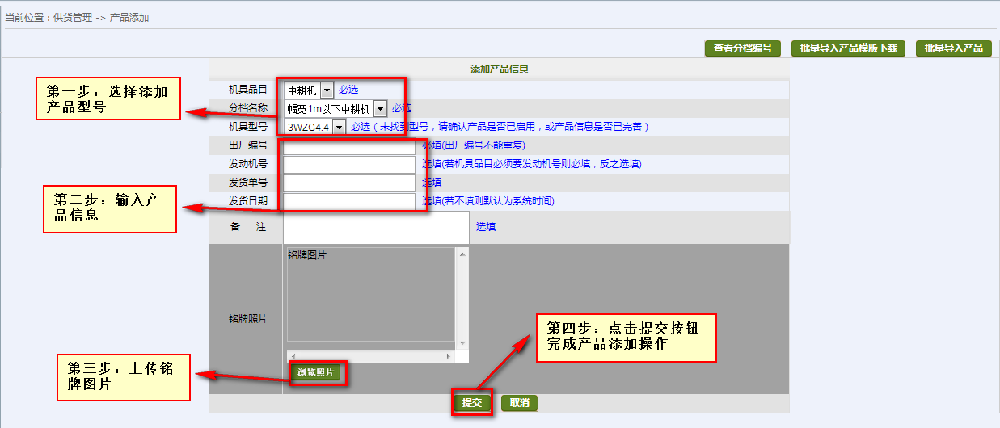 当前位置：供货管理 -> 产品添加
查看分档编号 批量导入产品模版下载 批量导入产品
添加产品信息
第一步：选择添加
产品型号
机具品目 中耕机 必选
分档名称 幅宽1m以下中耕机 必选
机具型号 3WZG4.4 必选（未找到型号，请确认产品是否已启用，或产品信息是否已完善）
出厂编号 必填(出厂编号不能重复)
发动机号 选填(若机具品目必须要发动机号则必填，反之选填)
发货单号 选填
发货日期 选填(若不填则默认为系统时间)
第二步：输入产
品信息
备 注 选填
铭牌图片
铭牌照片
第四步：点击提交按钮
完成产品添加操作
第三步：上传铭
牌图片
浏览照片
提交 取消